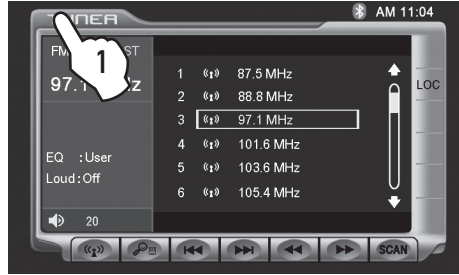 TUNER
AM 11:04
FM ST
97.1 z
1
LOC
1 87.5 MHz
2 88.8 MHz
3 97.1 MHz
4 101.6 MHz
5 103.6 MHz
6 105.4 MHz
EQ :User
Loud:Off
20
SCAN